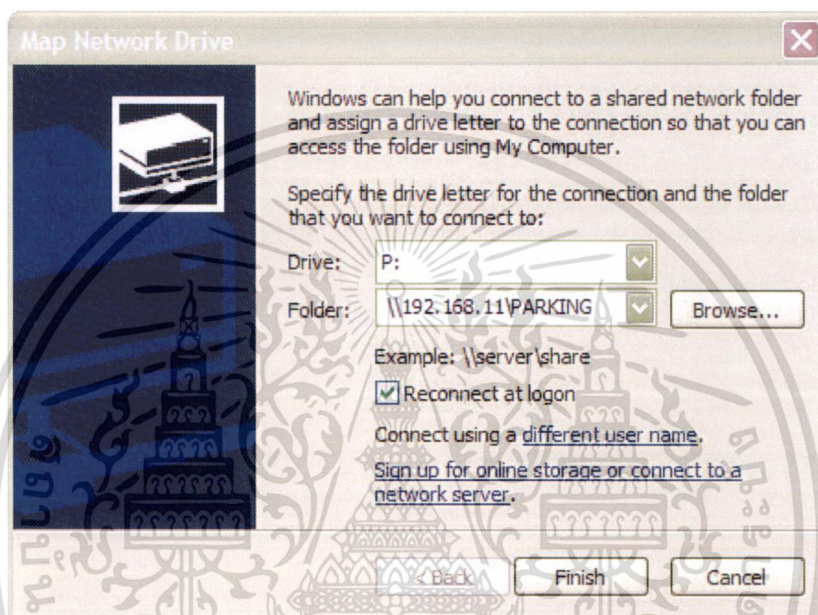 Map Network Drive
Windows can help you connect to a shared network folder
and assign a drive letter to the connection so that you can
access the folder using My Computer.
Specify the drive letter for the connection and the folder
that you want to connect to:
Drive: P:
Folder: \\192.168.11\PARKING Browse...
Example: \\server\share
Reconnect at logon
Connect using a different user name.
Sign up for online storage or connect to a
network server.
< Back Finish Cancel